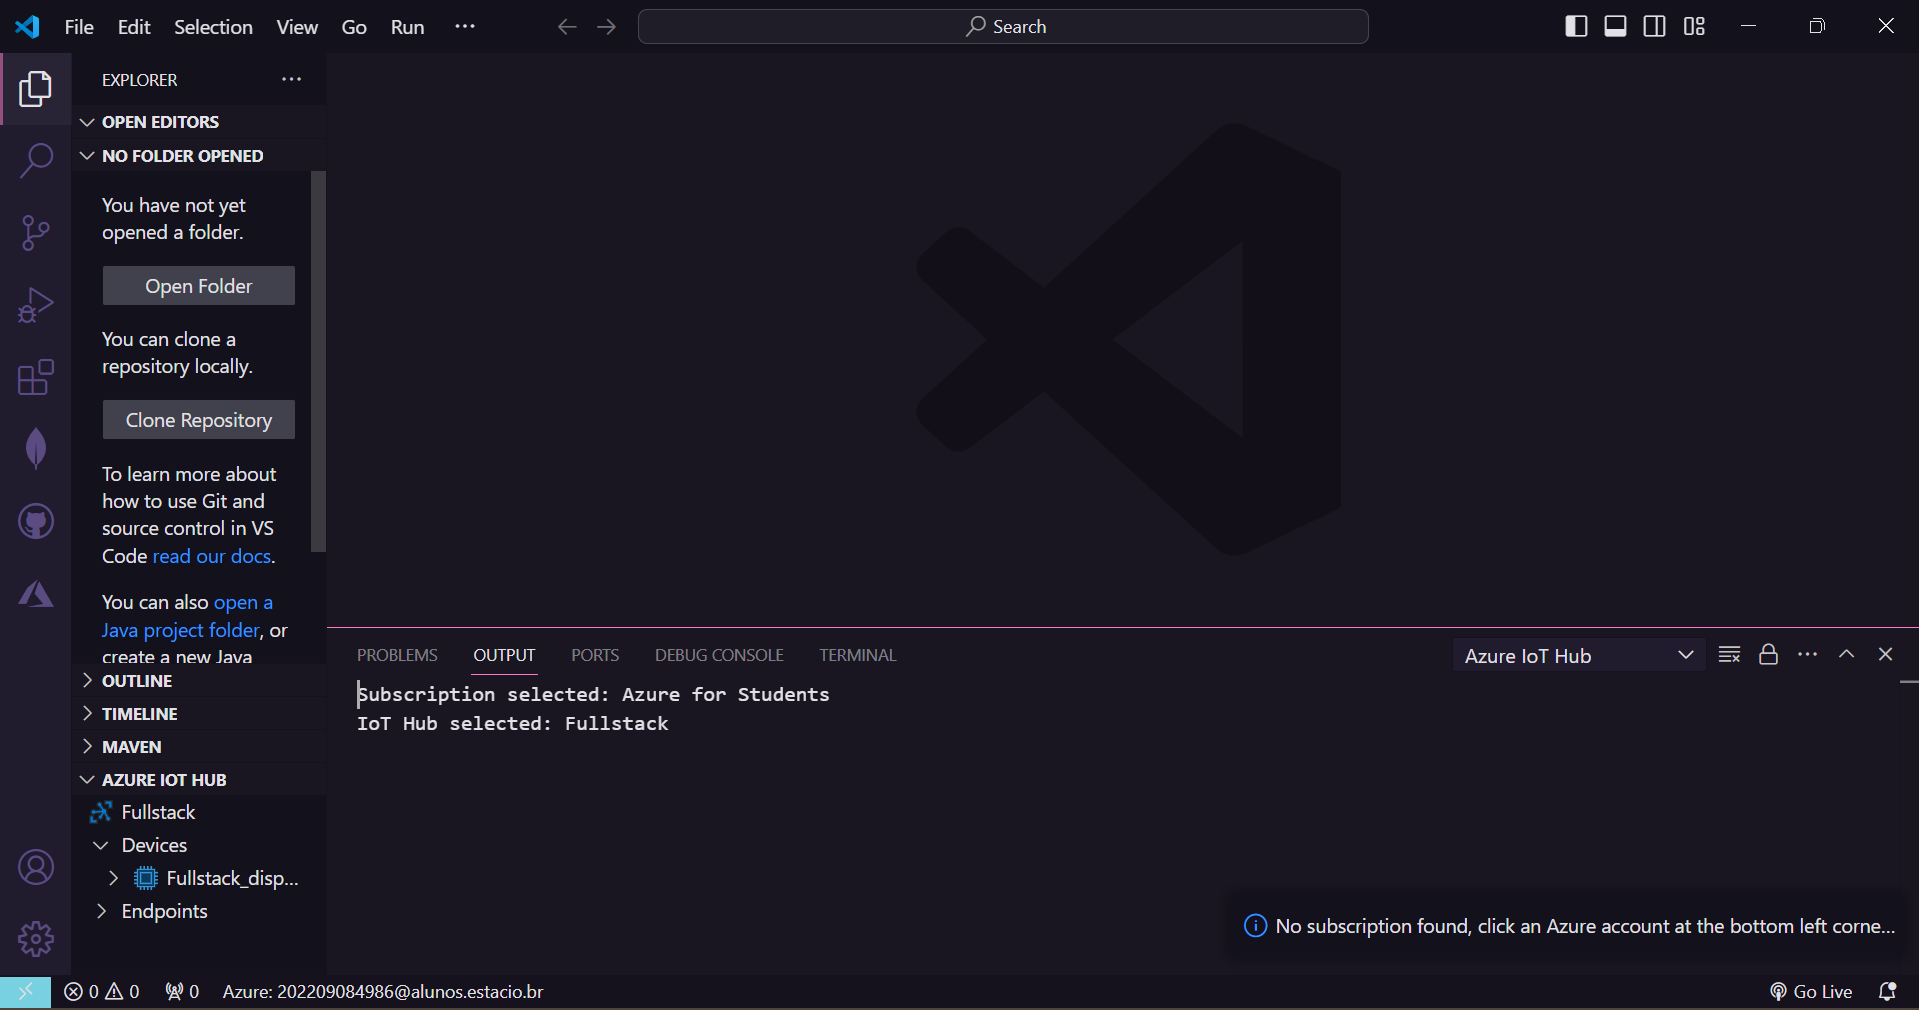 File Edit Selection View Go Run ···
Search
EXPLORER ···
OPEN EDITORS
NO FOLDER OPENED
You have not yet
opened a folder.
Open Folder
You can clone a
repository locally.
Clone Repository
To learn more about
how to use Git and
source control in VS
Code read our docs.
You can also open a
Java project folder, or
create a new Java
OUTLINE
TIMELINE
MAVEN
AZURE IOT HUB
Fullstack
Devices
Fullstack_disp...
Endpoints
PROBLEMS OUTPUT PORTS DEBUG CONSOLE TERMINAL
Azure IoT Hub
Subscription selected: Azure for Students
IoT Hub selected: Fullstack
No subscription found, click an Azure account at the bottom left corne...
0 0 0 Azure: 202209084986@alunos.estacio.br
Go Live